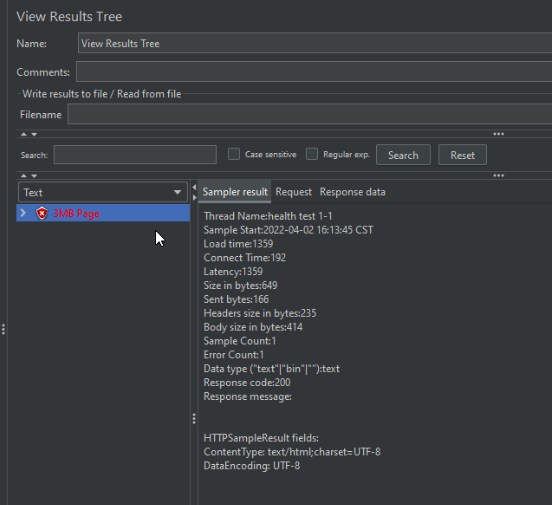 View Results Tree
Name: View Results Tree
Comments:
Write results to file / Read from file
Filename
Search: Case sensitive Regular exp. Search Reset
Text
3MB Page
Sampler result Request Response data
Thread Name:health test 1-1
Sample Start:2022-04-02 16:13:45 CST
Load time:1359
Connect Time:192
Latency:1359
Size in bytes:649
Sent bytes:166
Headers size in bytes:235
Body size in bytes:414
Sample Count:1
Error Count:1
Data type ("text"|"bin"|""):text
Response code:200
Response message:
HTTPSampleResult fields:
ContentType: text/html;charset=UTF-8
DataEncoding: UTF-8